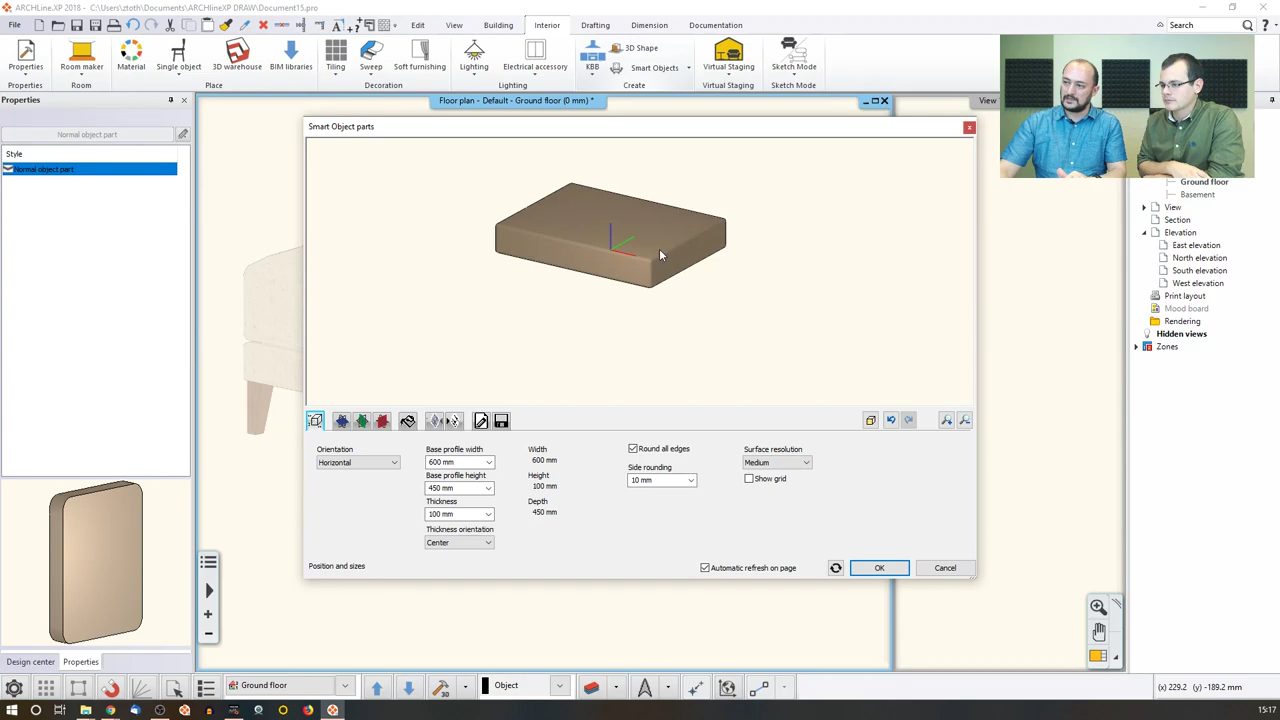 ARCHLine.XP 2018 - C:\Users\ztoth\Documents\ARCHlineXP DRAW\Document15.pro
File
Edit
View
Building
Interior
Drafting
Dimension
Documentation
Search
Properties
Room maker
Material
Single object
3D warehouse
BIM libraries
Tiling
Sweep
Soft furnishing
Lighting
Electrical accessory
KBB
3D Shape
Smart Objects
Virtual Staging
Sketch Mode
Properties
Room
Place
Decoration
Lighting
Create
Virtual Staging
Sketch Mode
Properties
Floor plan - Default - Ground floor (0 mm) *
View
Normal object part
Style
Normal object part
Smart Object parts
Ground floor
Basement
View
Section
Elevation
East elevation
North elevation
South elevation
West elevation
Print layout
Mood board
Rendering
Hidden views
Zones
Orientation
Horizontal
Base profile width
600 mm
Base profile height
450 mm
Thickness
100 mm
Thickness orientation
Center
Width
600 mm
Height
100 mm
Depth
450 mm
Round all edges
Side rounding
10 mm
Surface resolution
Medium
Show grid
Position and sizes
Automatic refresh on page
OK
Cancel
Design center
Properties
Ground floor
Object
(x) 229.2 (y) -189.2 mm
15:17